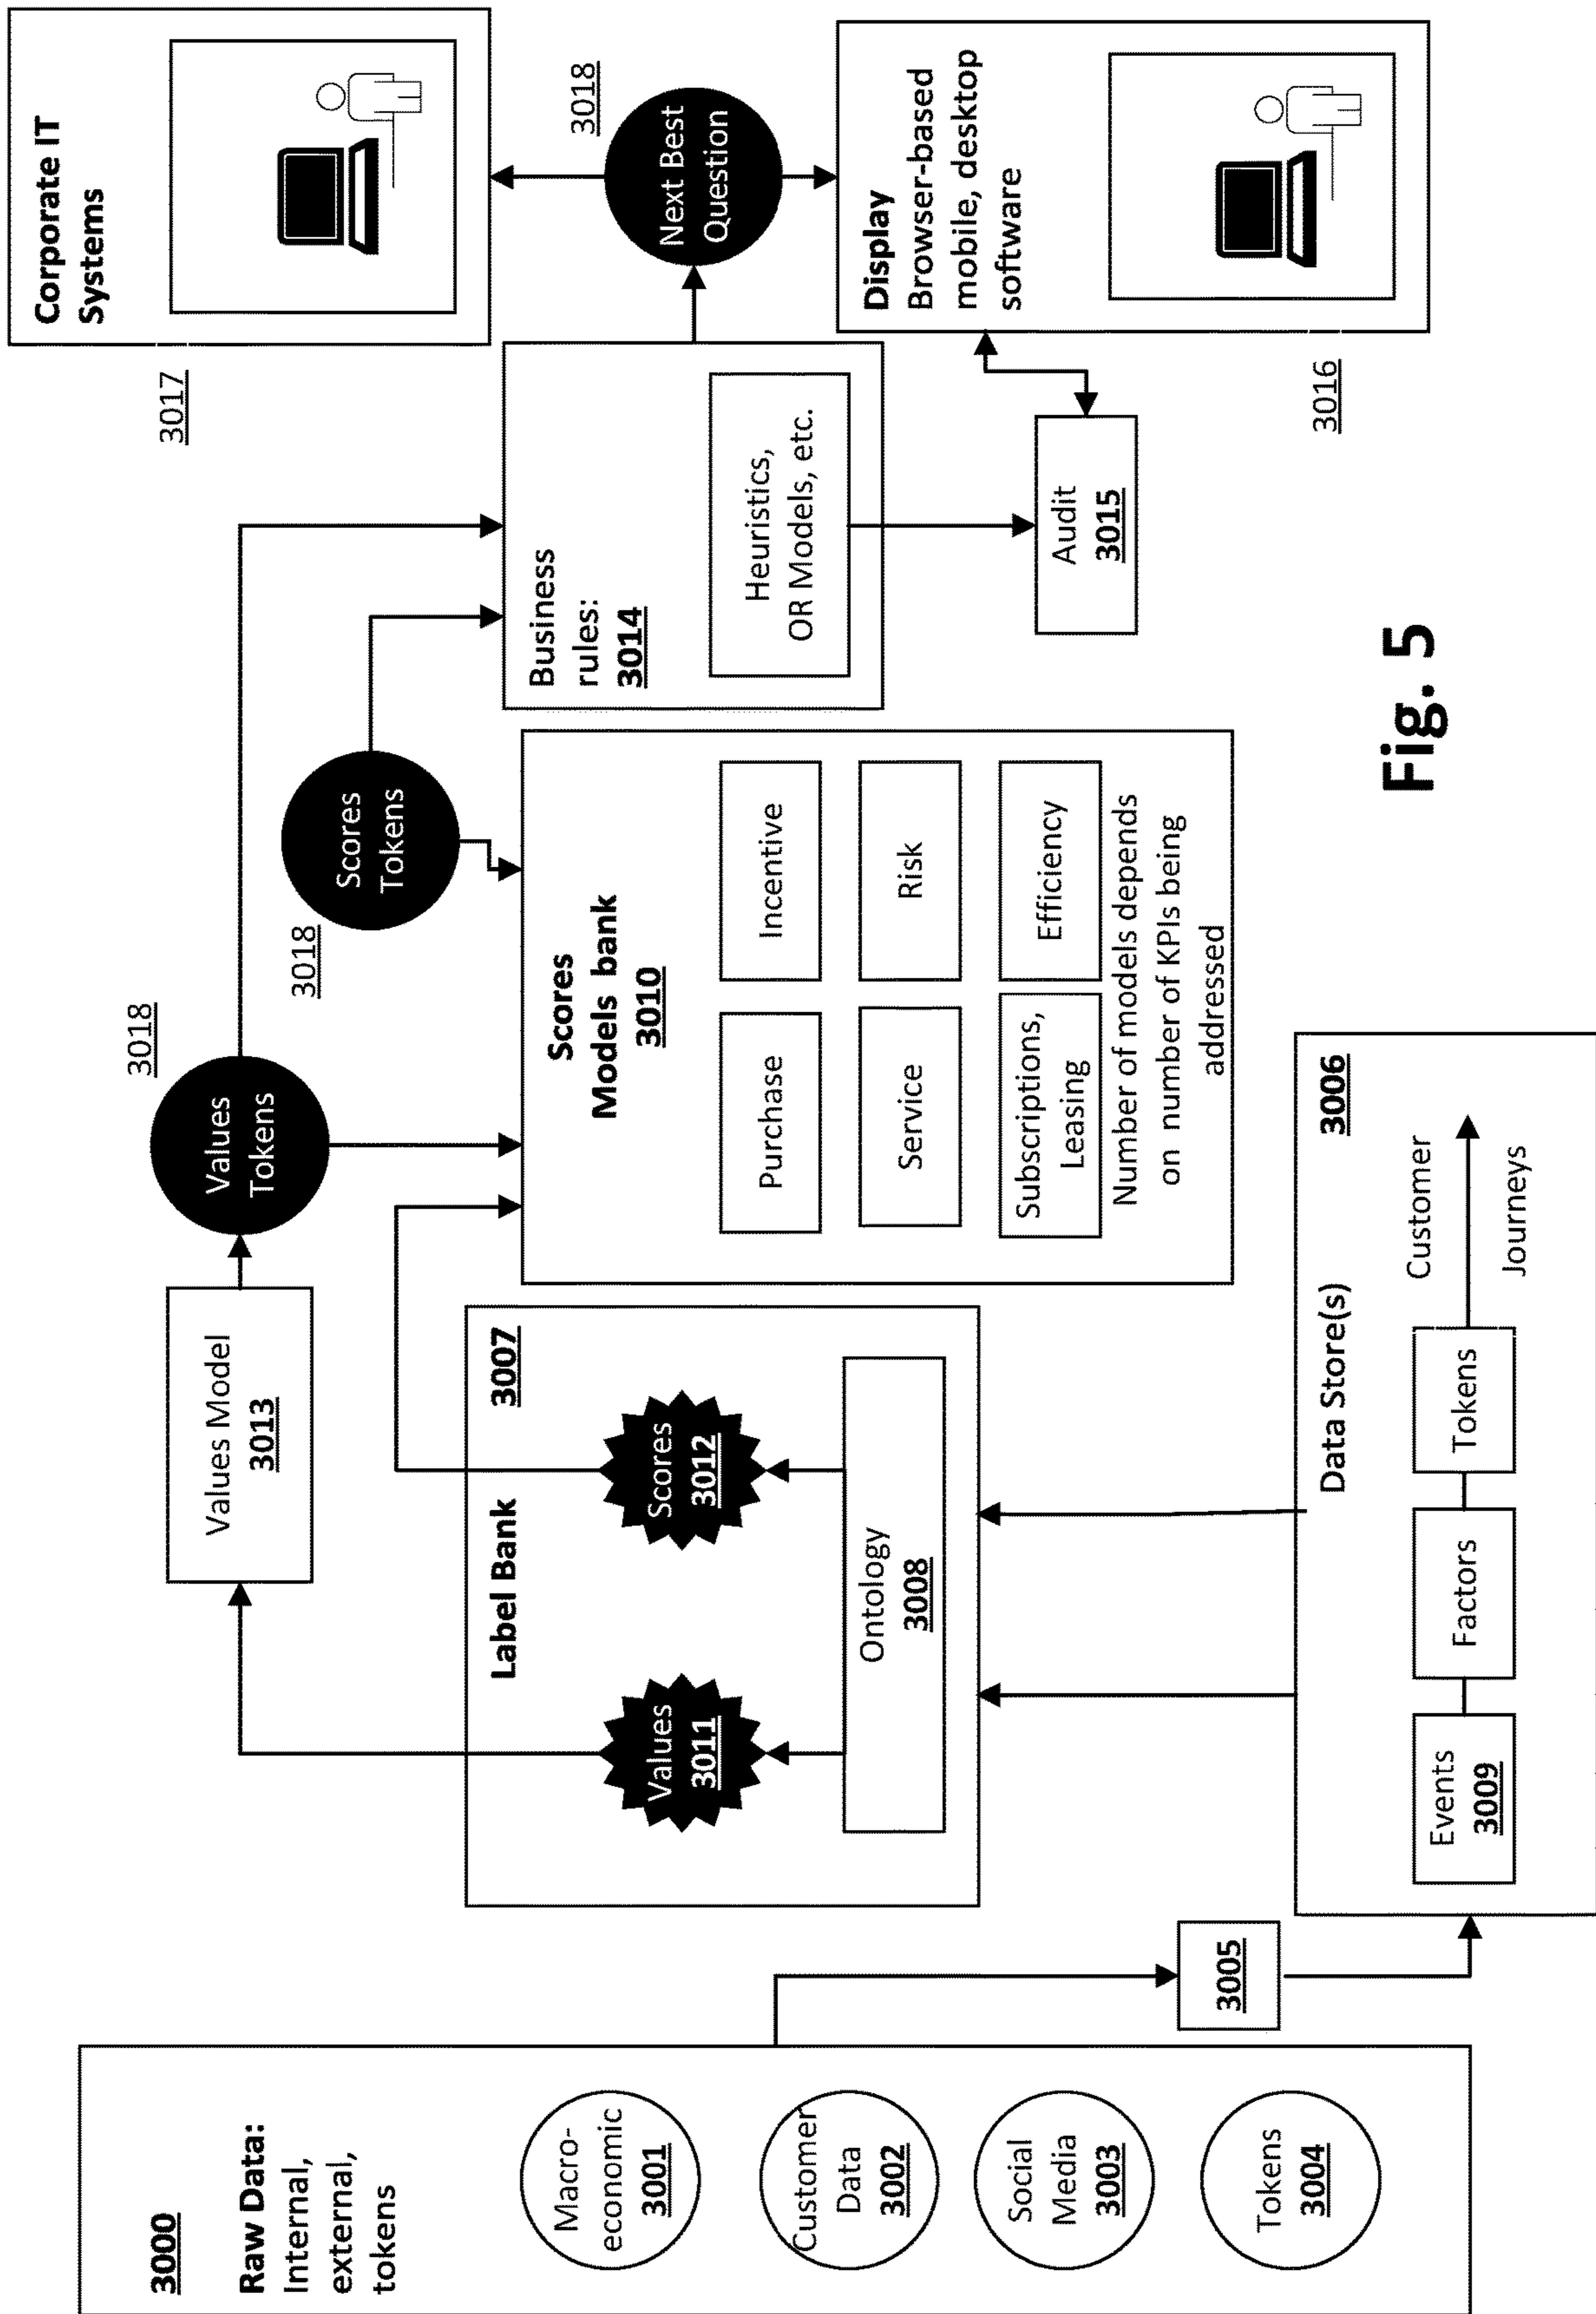 3000
Raw Data:
Internal,
external,
tokens
Macro-
economic
3001
Customer
Data
3002
Social
Media
3003
Tokens
3004
3005
Values Model
3013
Label Bank
3007
Values
3011
Scores
3012
Ontology
3008
Data Store(s)
3006
Events
3009
Factors
Tokens
Customer
Journeys
Values
Tokens
3018
Scores
Tokens
3018
Scores
Models bank
3010
Purchase
Incentive
Service
Risk
Subscriptions,
Leasing
Efficiency
Number of models depends
on number of KPIs being
addressed
Business
rules:
3014
Heuristics,
OR Models, etc.
Audit
3015
Next Best
Question
3018
Corporate IT
Systems
3017
Display
Browser-based
mobile, desktop
software
3016
Fig. 5